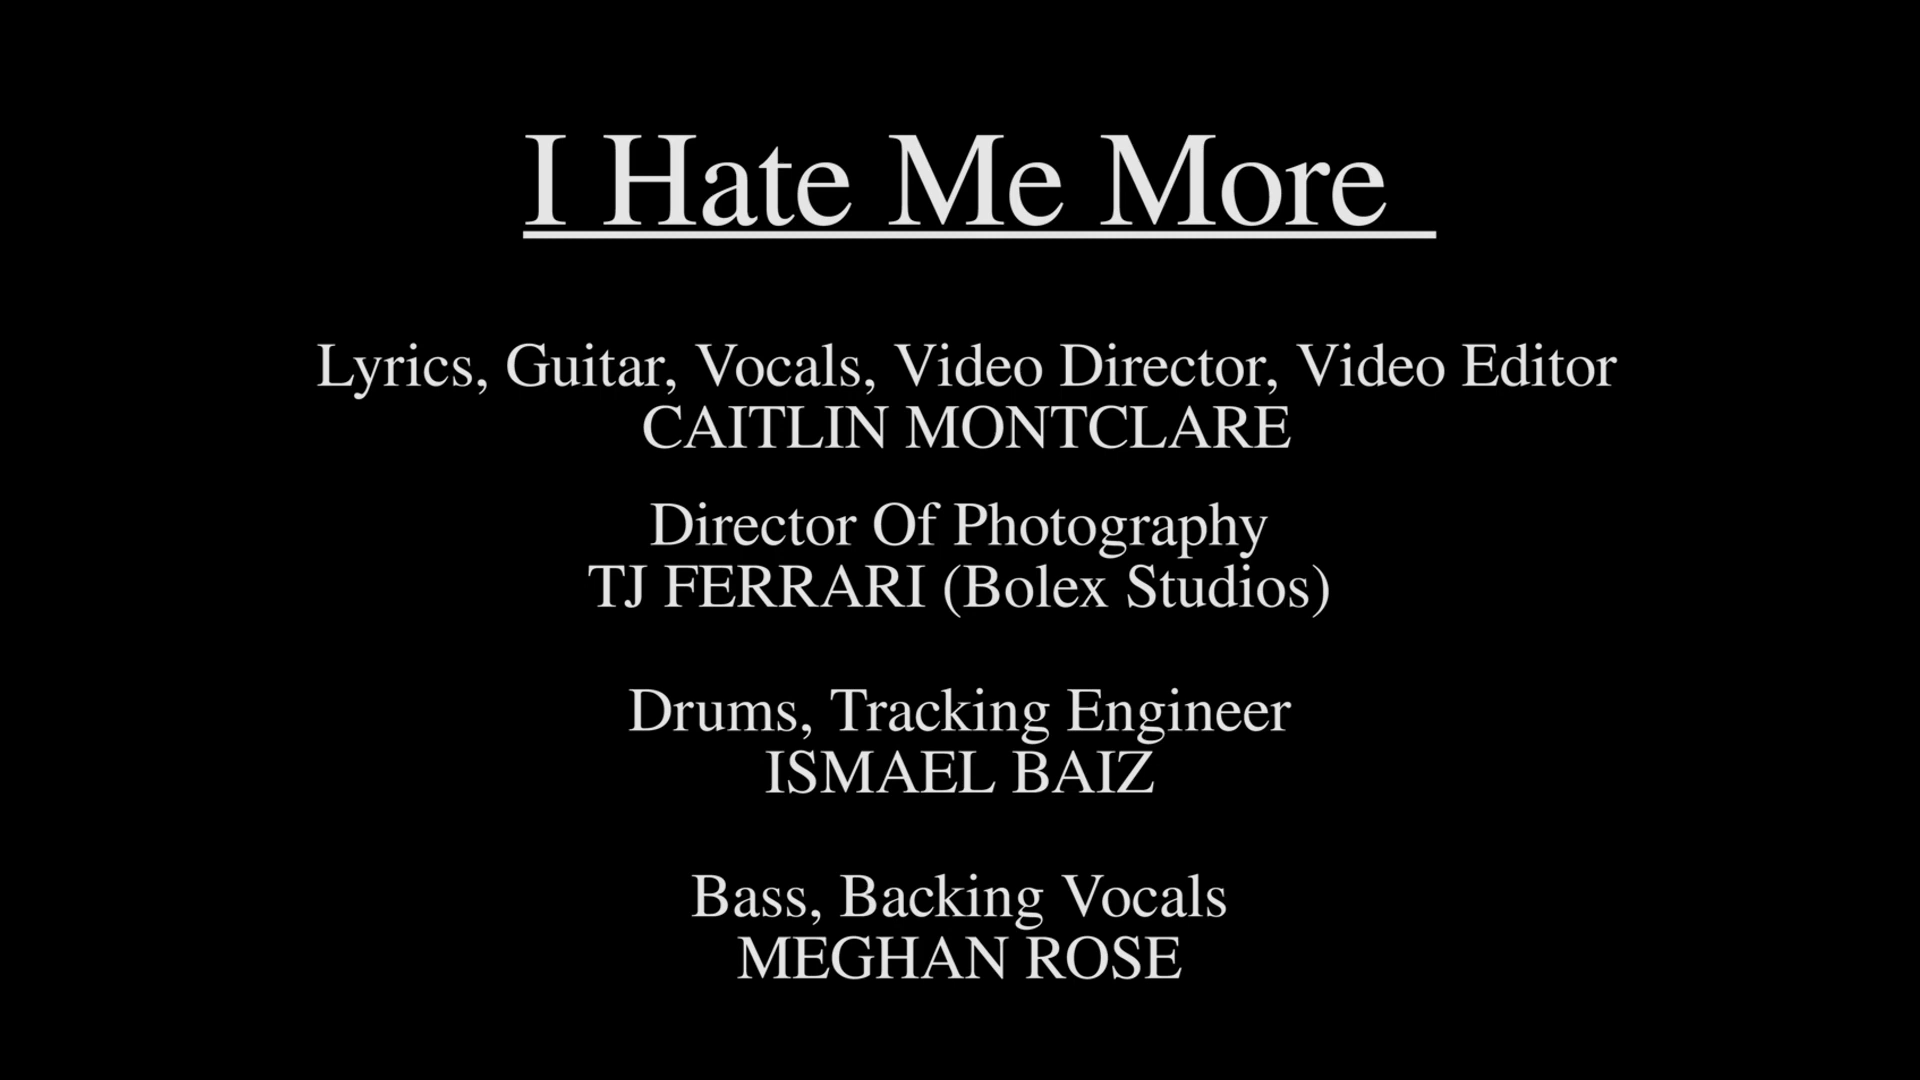 I Hate Me More
Lyrics, Guitar, Vocals, Video Director, Video Editor
CAITLIN MONTCLARE
Director Of Photography
TJ FERRARI (Bolex Studios)
Drums, Tracking Engineer
ISMAEL BAIZ
Bass, Backing Vocals
MEGHAN ROSE